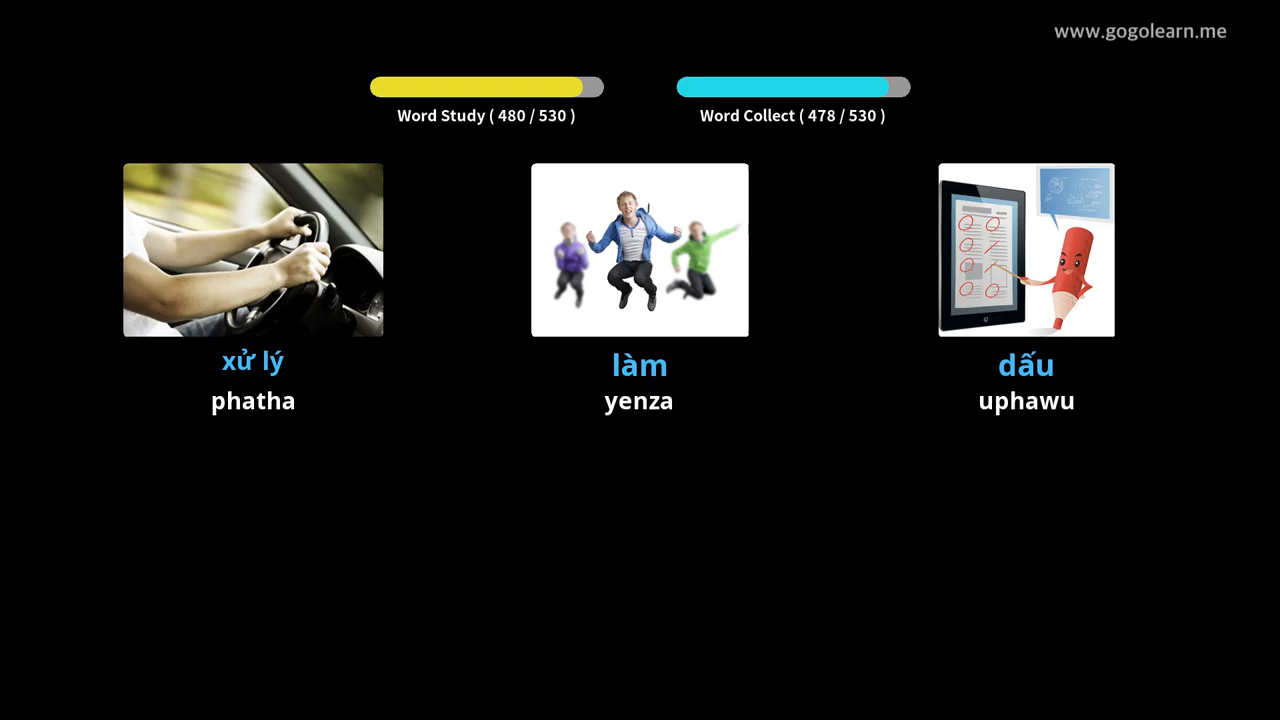 www.gogolearn.me
Word Study ( 480 / 530 )
Word Collect ( 478 / 530 )
xử lý
phatha
làm
yenza
dấu
uphawu